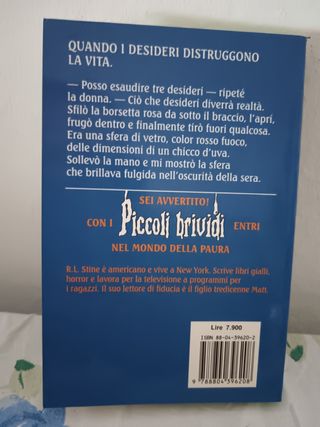 QUANDO I DESIDERI DISTRUGGONO
LA VITA.
— Posso esaudire tre desideri — ripeté
la donna. — Ciò che desideri diverrà realtà.
Sfilò la borsetta rosa da sotto il braccio, l'aprì,
frugò dentro e finalmente tirò fuori qualcosa.
Era una sfera di vetro, color rosso fuoco,
delle dimensioni di un chicco d'uva.
Sollevò la mano e mi mostrò la sfera
che brillava fulgida nell'oscurità della sera.
SEI AVVERTITO!
CON I Piccoli brividi ENTRI
NEL MONDO DELLA PAURA
R.L. Stine è americano e vive a New York. Scrive libri gialli,
horror e lavora per la televisione a programmi per
i ragazzi. Il suo lettore di fiducia è il figlio tredicenne Matt.
Lire 7.900
ISBN 88-04-39620-2
9 788804 396208